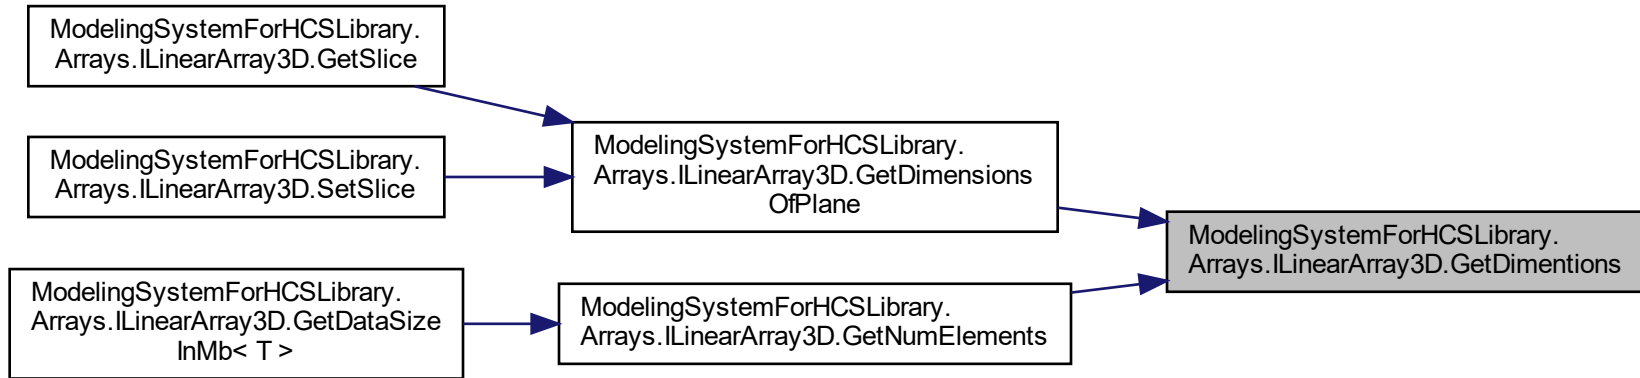 ModelingSystemForHCSLibrary.
Arrays.ILinearArray3D.GetSlice
ModelingSystemForHCSLibrary.
Arrays.ILinearArray3D.SetSlice
ModelingSystemForHCSLibrary.
Arrays.ILinearArray3D.GetDataSize
InMb< T >
ModelingSystemForHCSLibrary.
Arrays.ILinearArray3D.GetDimensions
OfPlane
ModelingSystemForHCSLibrary.
Arrays.ILinearArray3D.GetNumElements
ModelingSystemForHCSLibrary.
Arrays.ILinearArray3D.GetDimentions